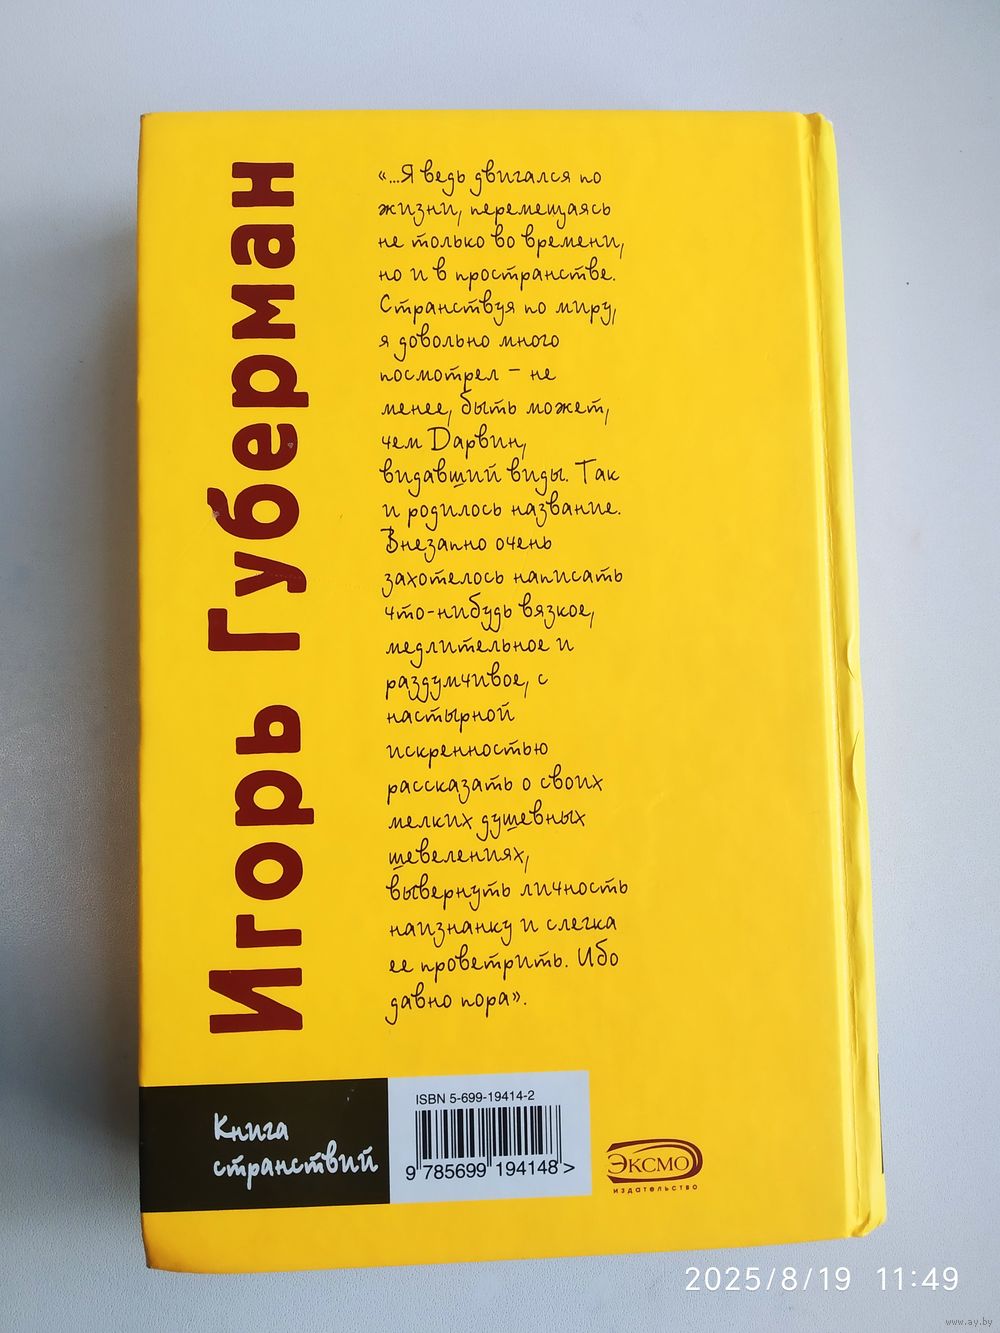 Игорь Губерман
«...Я ведь двигался по
жизни, перемещаясь
не только во времени,
но и в пространстве.
Странствуя по миру,
я довольно много
посмотрел – не
менее, быть может,
чем Дарвин,
видавший виды. Так
и родилось название.
Внезапно очень
захотелось написать
что-нибудь вязкое,
медлительное и
раздумчивое, с
настырной
искренностью
рассказать о своих
мелких душевных
шевелениях,
вывернуть личность
наизнанку и слегка
ее проветрить. Ибо
давно пора».
Книга
странствий
ISBN 5-699-19414-2
9 785699 194148 >
ЭКСМО
издательство
2025/8/19 11:49
www.ay.by